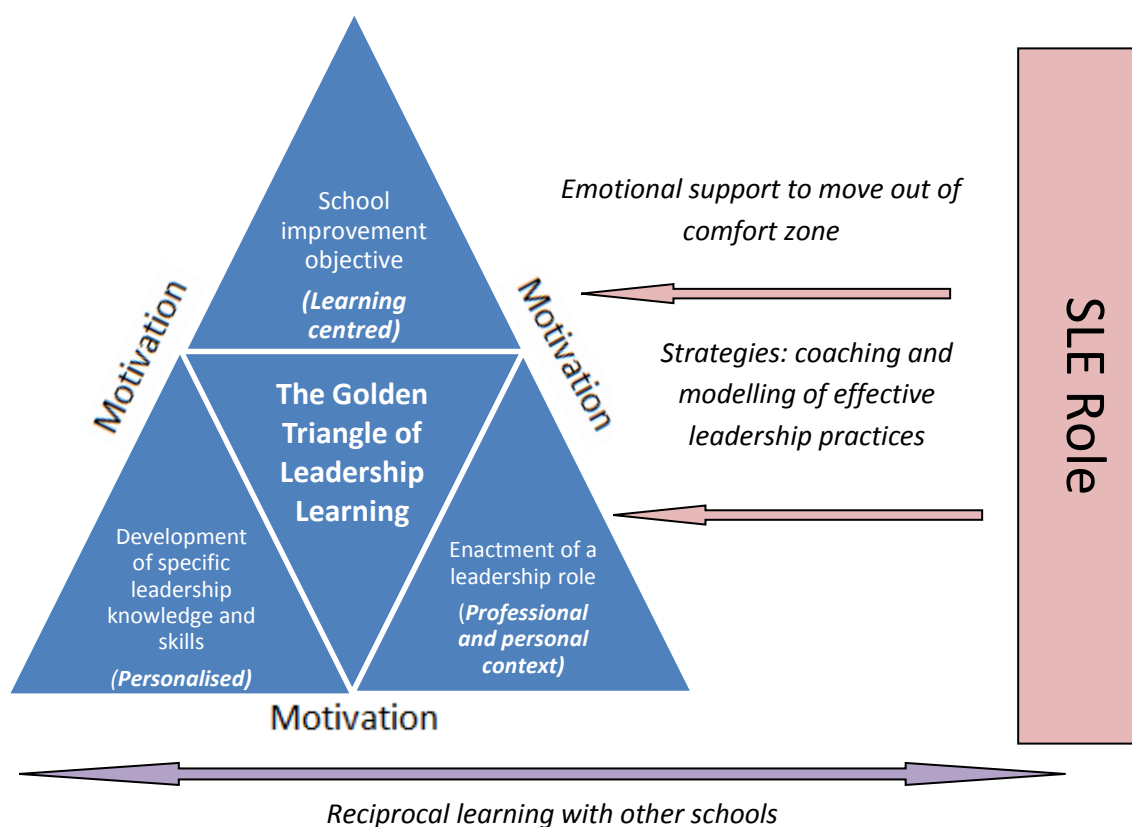 School
improvement
objective
(Learning
centred)
Motivation
Motivation
Emotional support to move out of
comfort zone
Strategies: coaching and
modelling of effective
leadership practices
SLE Role
The Golden
Triangle of
Leadership
Learning
Development
of specific
leadership
knowledge and
skills
(Personalised)
Enactment of a
leadership role
(Professional
and personal
context)
Motivation
Reciprocal learning with other schools